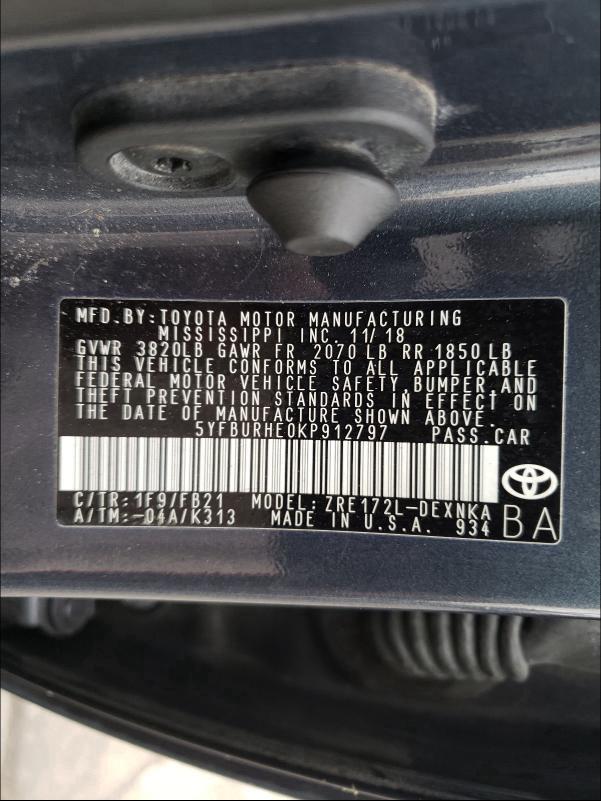 MFD.BY:TOYOTA MOTOR MANUFACTURING
MISSISSIPPI INC. 11/18
GVWR 3820LB GAWR FR 2070 LB RR 1850 LB
THIS VEHICLE CONFORMS TO ALL APPLICABLE
FEDERAL MOTOR VEHICLE SAFETY, BUMPER AND
THEFT PREVENTION STANDARDS IN EFFECT ON
THE DATE OF MANUFACTURE SHOWN ABOVE.
5YFBURHE0KP912797 PASS.CAR
C/TR:1F9/FB21 MODEL:ZRE172L-DEXNKA
A/TM:-04A/K313 MADE IN U.S.A. 934
BA